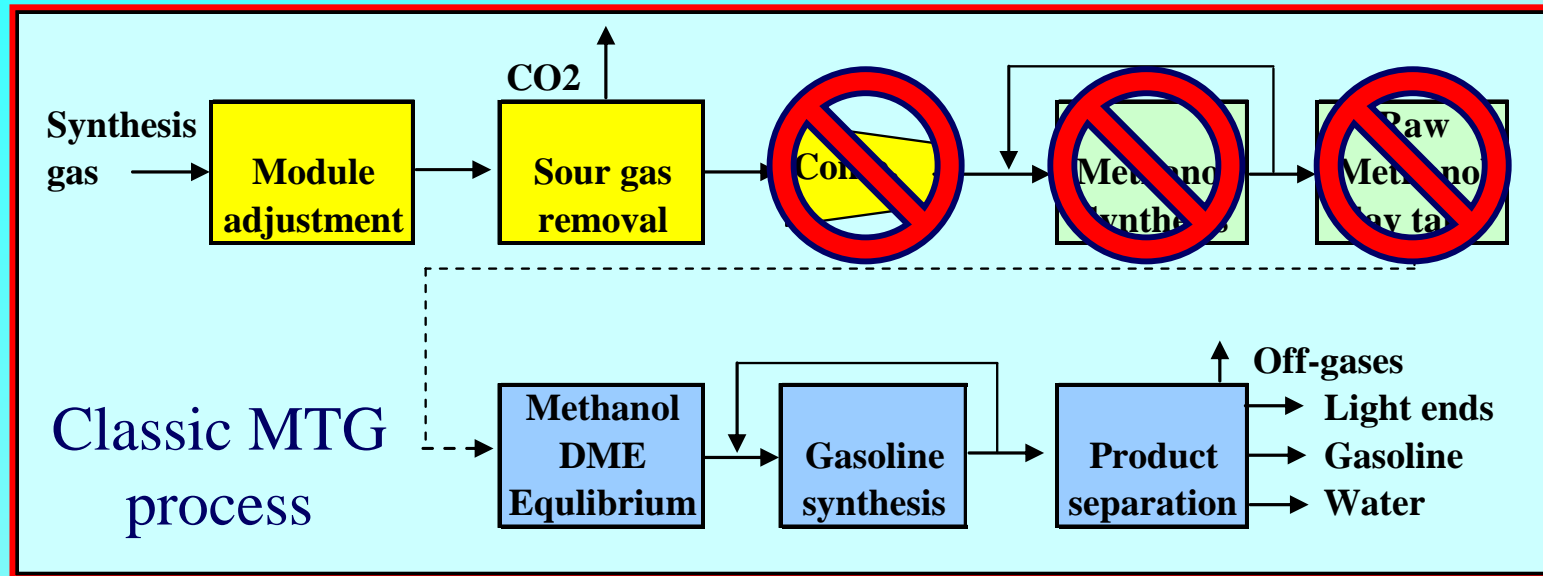 CO2
Synthesis
gas
Module
adjustment
Sour gas
removal
Raw
Classic MTG
process
Methanol
DME
Equlibrium
Gasoline
synthesis
Product
separation
Off-gases
Light ends
Gasoline
Water